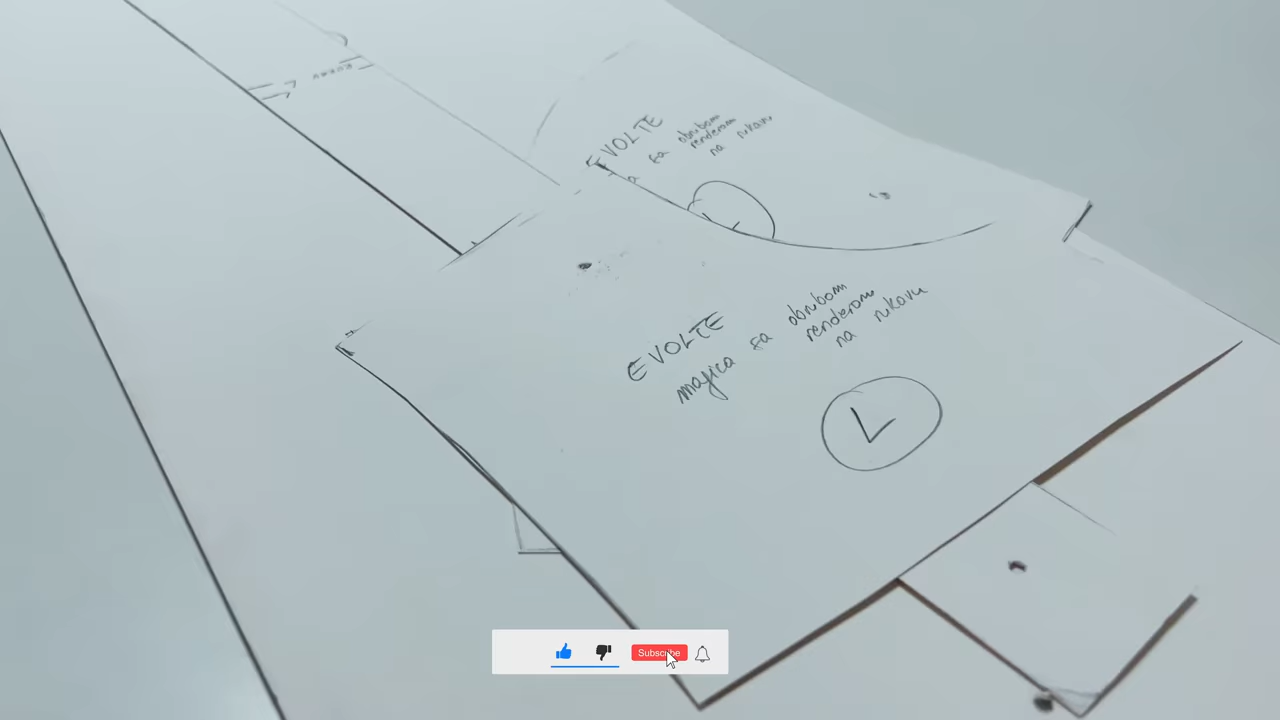 EVOLTE
sa obrubom
renderom
na rukavu
EVOLTE
majica sa obrubom
renderom
na rukavu
L
Subscribe